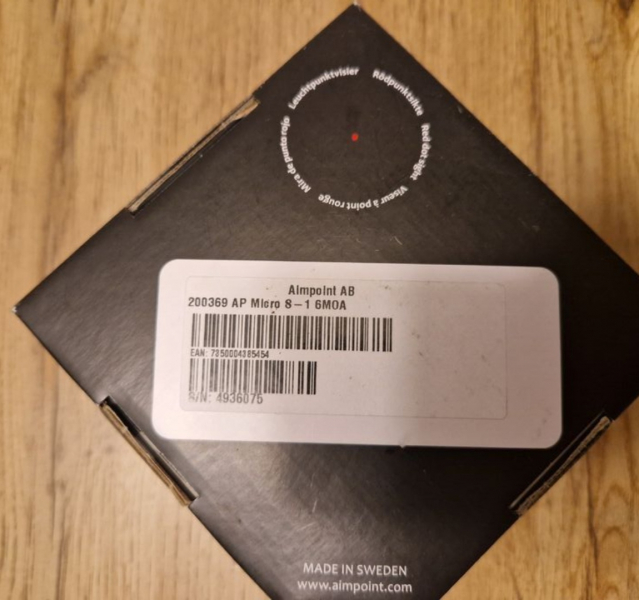 Leuchtpunktvisier
Rödpunktsikte
Red dot sight
Viseur à point rouge
Mira de punto rojo
Aimpoint AB
200369 AP Micro S-1 6MOA
EAN: 7350004385454
S/N: 4936075
MADE IN SWEDEN
www.aimpoint.com